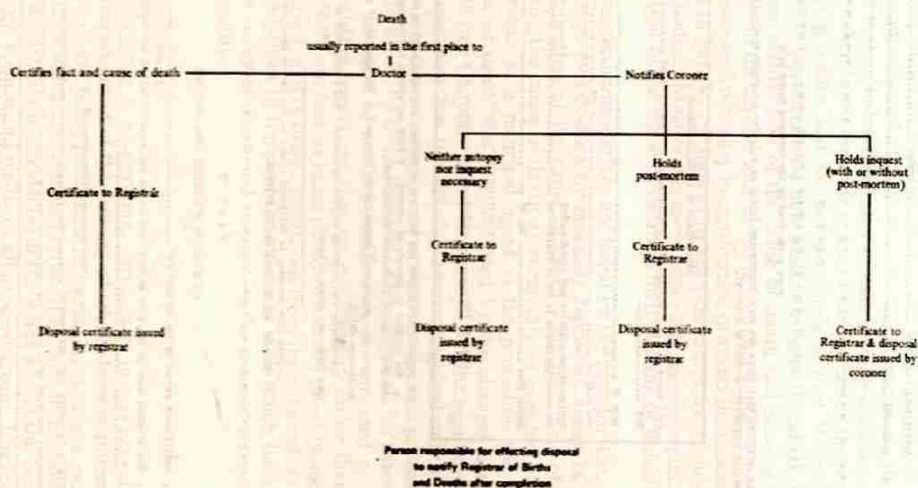 Death
usually reported in the first place to
Certifies fact and cause of death
Doctor
Notifies Coroner
Neither autopsy
nor inquest
necessary
Holds
post-mortem
Holds inquest
(with or without
post-mortem)
Certificate to Registrar
Certificate to
Registrar
Certificate to
Registrar
Disposal certificate issued
by registrar
Disposal certificate
issued by
registrar
Disposal certificate
issued by
registrar
Certificate to
Registrar & disposal
certificate issued by
coroner
Person responsible for effecting disposal
to notify Registrar of Births
and Deaths after completion